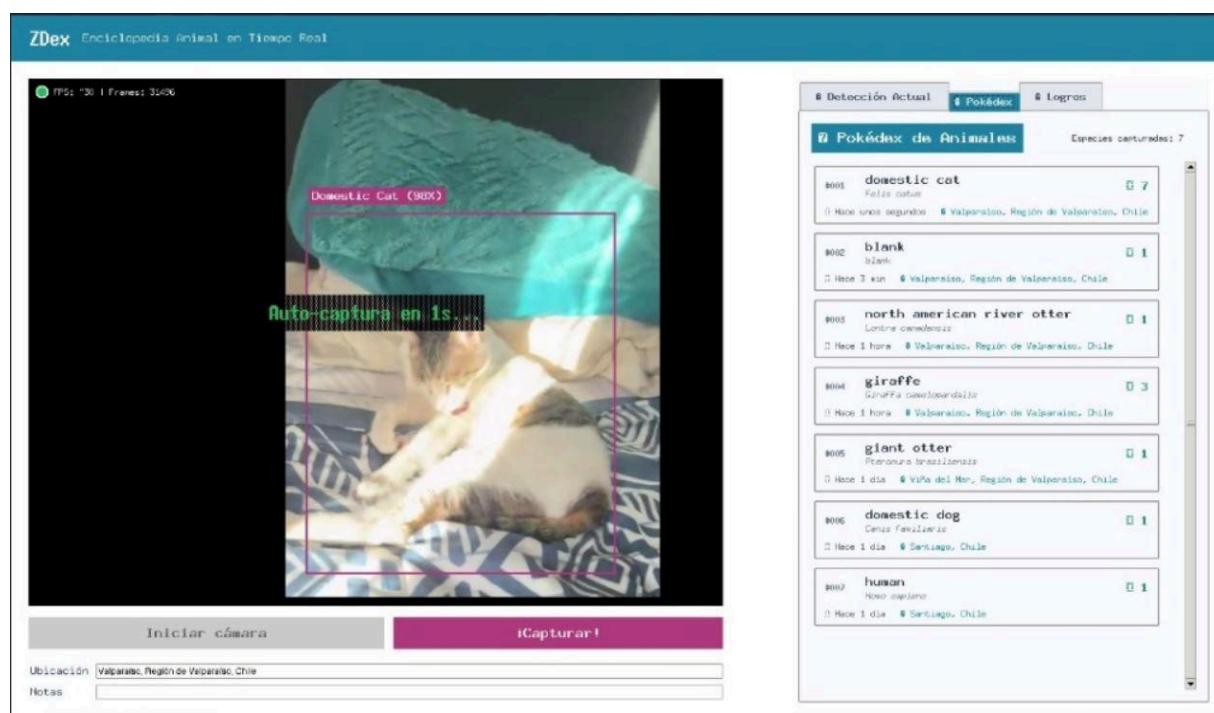 ZDex Enciclopedia Animal en Tiempo Real
FPS: ~30 | Frames: 31496
Domestic Cat (98%)
Auto-captura en 1s...
Iniciar cámara
¡Capturar!
Ubicación Valparaíso, Región de Valparaíso, Chile
Notas
Detección Actual
Pokédex
Logros
Pokédex de Animales
Especies capturadas: 7
#001 domestic cat 7
Felis catus
Hace unos segundos Valparaíso, Región de Valparaíso, Chile
#002 blank 1
blank
Hace 3 min Valparaíso, Región de Valparaíso, Chile
#003 north american river otter 1
Lontra canadensis
Hace 1 hora Valparaíso, Región de Valparaíso, Chile
#004 giraffe 3
Giraffa camelopardalis
Hace 1 hora Valparaíso, Región de Valparaíso, Chile
#005 giant otter 1
Pteronura brasiliensis
Hace 1 día Viña del Mar, Región de Valparaíso, Chile
#006 domestic dog 1
Canis familiaris
Hace 1 día Santiago, Chile
#007 human 1
Homo sapiens
Hace 1 día Santiago, Chile